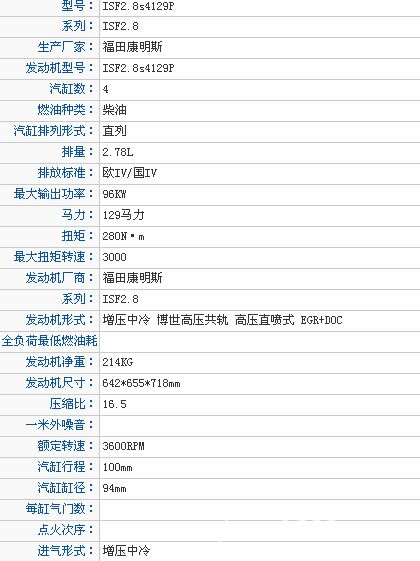 型号： ISF2.8s4129P
系列： ISF2.8
生产厂家： 福田康明斯
发动机型号： ISF2.8s4129P
汽缸数： 4
燃油种类： 柴油
汽缸排列形式： 直列
排量： 2.78L
排放标准： 欧IV/国IV
最大输出功率： 96KW
马力： 129马力
扭矩： 280N·m
最大扭矩转速： 3000
发动机厂商： 福田康明斯
系列： ISF2.8
发动机形式： 增压中冷 博世高压共轨 高压直喷式 EGR+DOC
全负荷最低燃油耗
发动机净重： 214KG
发动机尺寸： 642*655*718mm
压缩比： 16.5
一米外噪音：
额定转速： 3600RPM
汽缸行程： 100mm
汽缸缸径： 94mm
每缸气门数：
点火次序：
进气形式： 增压中冷